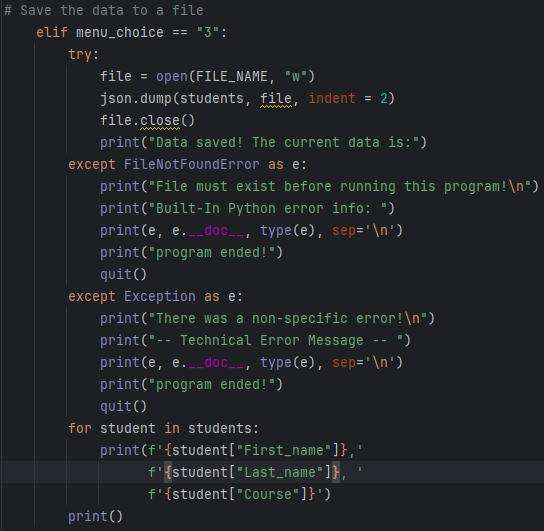 # Save the data to a file
    elif menu_choice == "3":
        try:
            file = open(FILE_NAME, "w")
            json.dump(students, file, indent = 2)
            file.close()
            print("Data saved! The current data is:")
        except FileNotFoundError as e:
            print("File must exist before running this program!\n")
            print("Built-In Python error info: ")
            print(e, e.__doc__, type(e), sep='\n')
            print("program ended!")
            quit()
        except Exception as e:
            print("There was a non-specific error!\n")
            print("-- Technical Error Message -- ")
            print(e, e.__doc__, type(e), sep='\n')
            print("program ended!")
            quit()
        for student in students:
            print(f'{student["First_name"]},'
                  f'{student["Last_name"]}, '
                  f'{student["Course"]}')
        print()